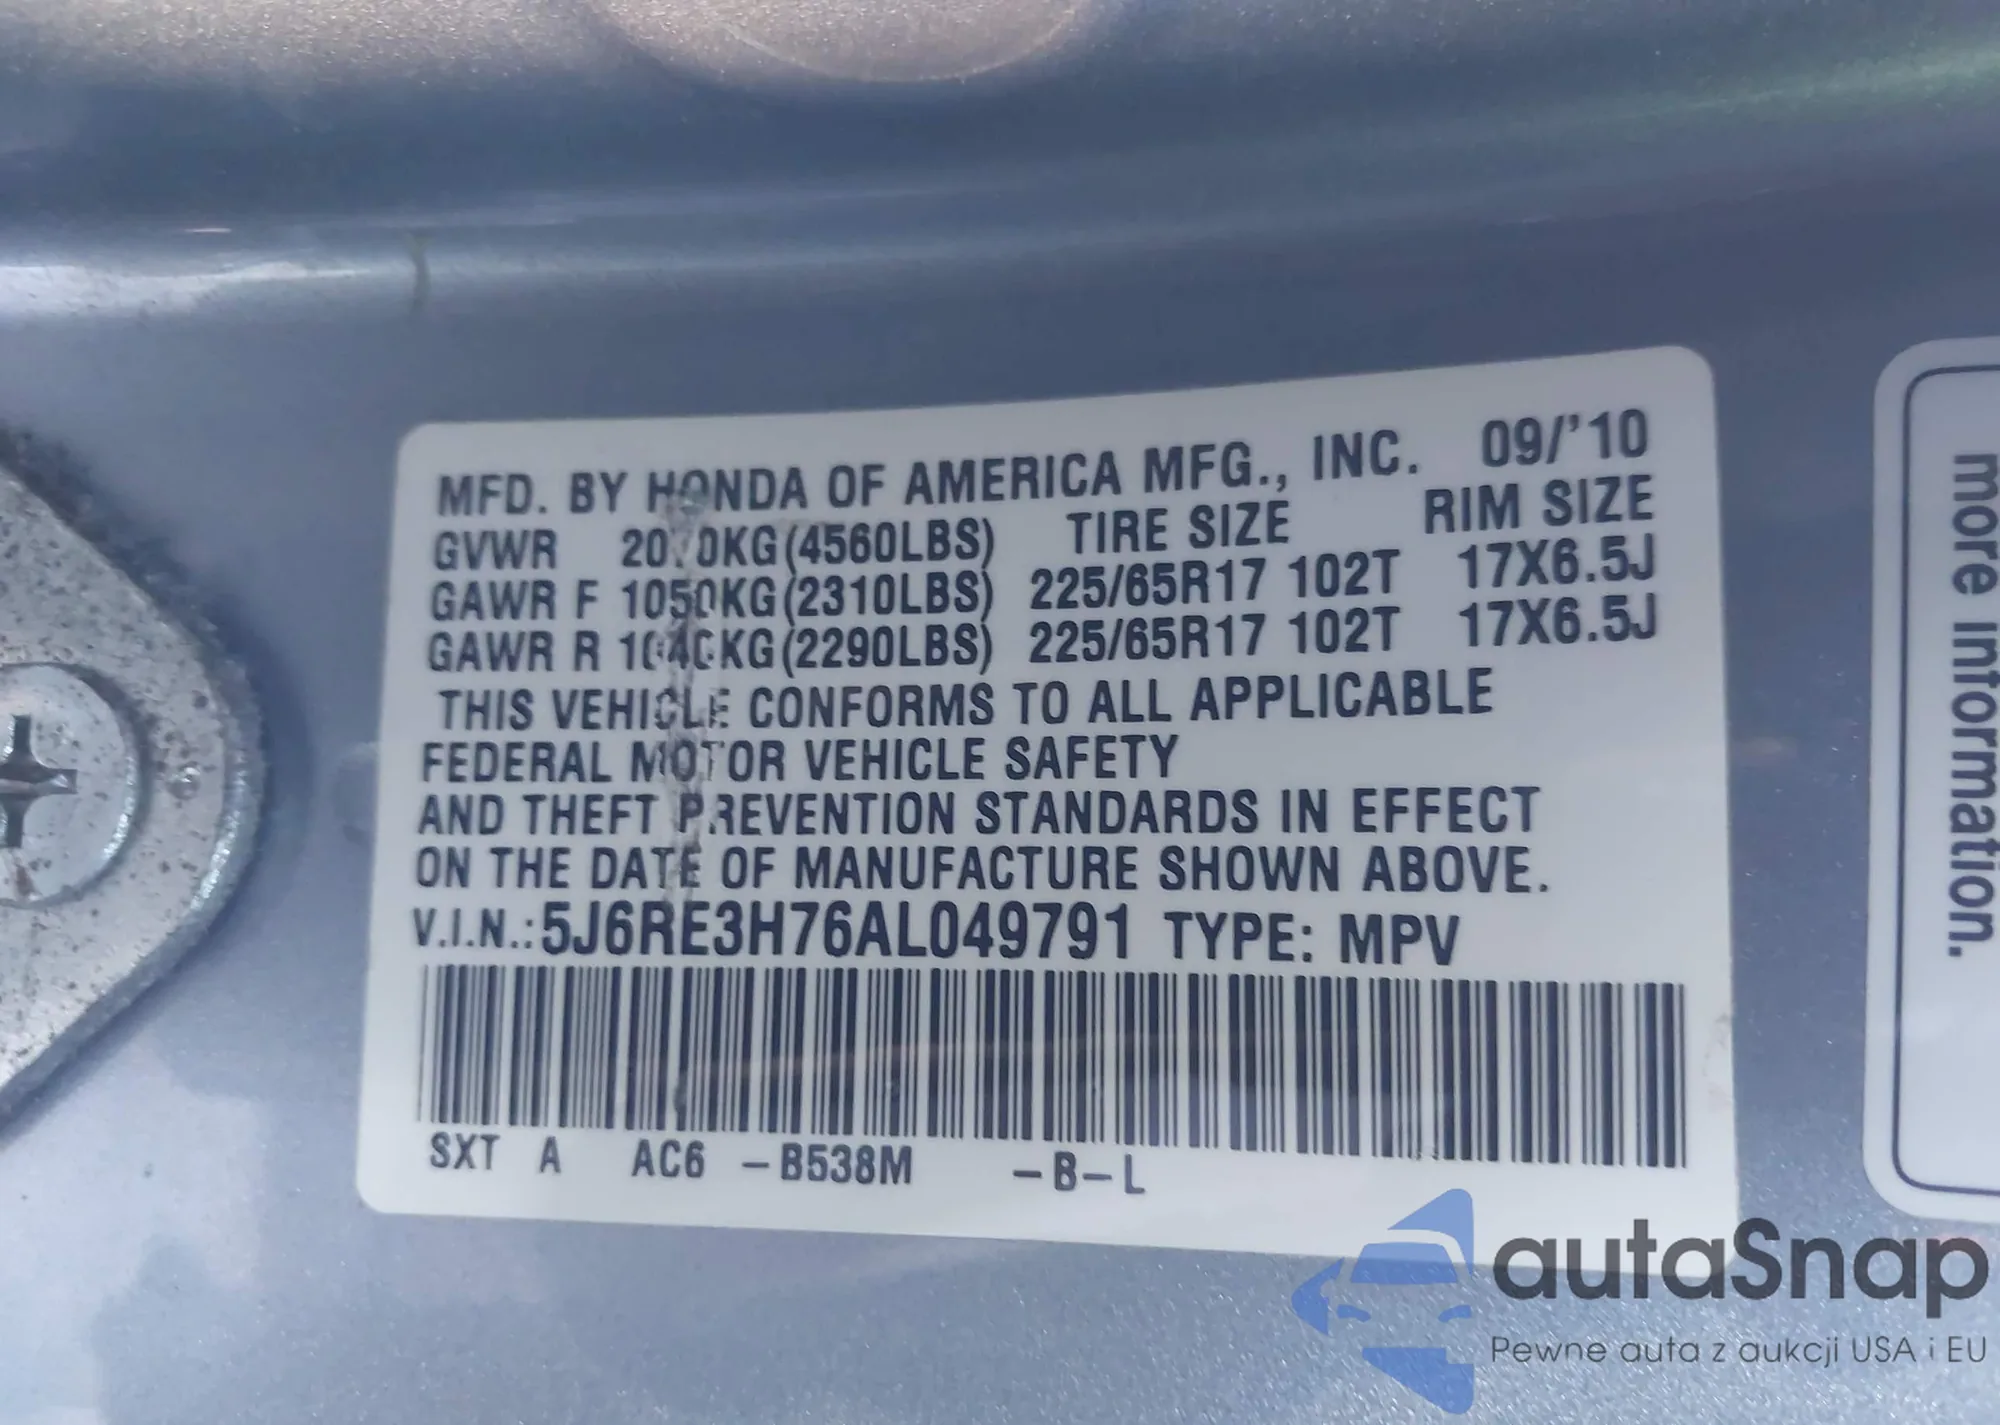 MFD. BY HONDA OF AMERICA MFG., INC. 09/'10
GVWR 2070KG(4560LBS) TIRE SIZE RIM SIZE
GAWR F 1050KG(2310LBS) 225/65R17 102T 17X6.5J
GAWR R 1040KG(2290LBS) 225/65R17 102T 17X6.5J
THIS VEHICLE CONFORMS TO ALL APPLICABLE
FEDERAL MOTOR VEHICLE SAFETY
AND THEFT PREVENTION STANDARDS IN EFFECT
ON THE DATE OF MANUFACTURE SHOWN ABOVE.
V.I.N.: 5J6RE3H76AL049791 TYPE: MPV
SXT A AC6 -B538M -B-L
more information.
autaSnap
Pewne auta z aukcji USA i EU